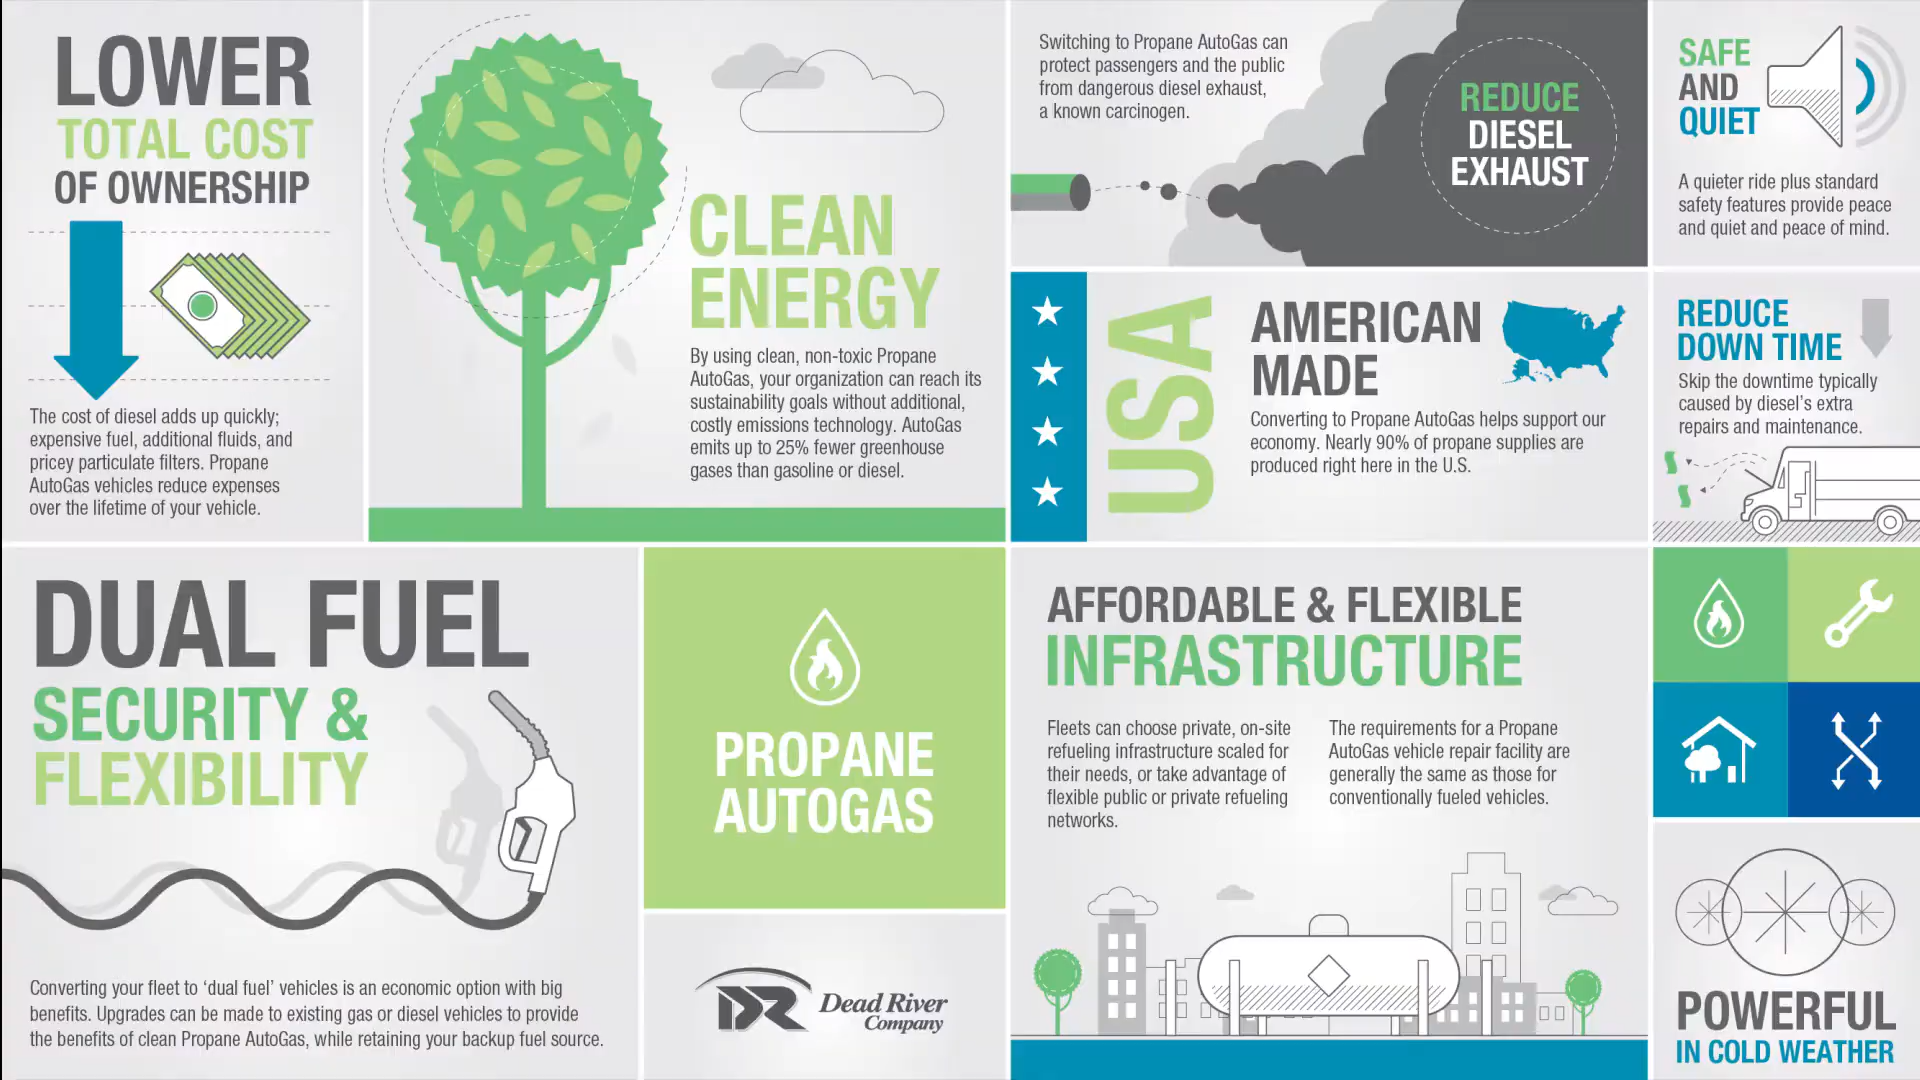 LOWER
TOTAL COST
OF OWNERSHIP
The cost of diesel adds up quickly;
expensive fuel, additional fluids, and
pricey particulate filters. Propane
AutoGas vehicles reduce expenses
over the lifetime of your vehicle.
CLEAN
ENERGY
By using clean, non-toxic Propane
AutoGas, your organization can reach its
sustainability goals without additional,
costly emissions technology. AutoGas
emits up to 25% fewer greenhouse
gases than gasoline or diesel.
Switching to Propane AutoGas can
protect passengers and the public
from dangerous diesel exhaust,
a known carcinogen.
REDUCE
DIESEL
EXHAUST
SAFE
AND
QUIET
A quieter ride plus standard
safety features provide peace
and quiet and peace of mind.
USA
AMERICAN
MADE
Converting to Propane AutoGas helps support our
economy. Nearly 90% of propane supplies are
produced right here in the U.S.
REDUCE
DOWN TIME
Skip the downtime typically
caused by diesel's extra
repairs and maintenance.
DUAL FUEL
SECURITY &
FLEXIBILITY
Converting your fleet to ‘dual fuel’ vehicles is an economic option with big
benefits. Upgrades can be made to existing gas or diesel vehicles to provide
the benefits of clean Propane AutoGas, while retaining your backup fuel source.
PROPANE
AUTOGAS
DR
Dead River
Company
AFFORDABLE & FLEXIBLE
INFRASTRUCTURE
Fleets can choose private, on-site
refueling infrastructure scaled for
their needs, or take advantage of
flexible public or private refueling
networks.
The requirements for a Propane
AutoGas vehicle repair facility are
generally the same as those for
conventionally fueled vehicles.
POWERFUL
IN COLD WEATHER